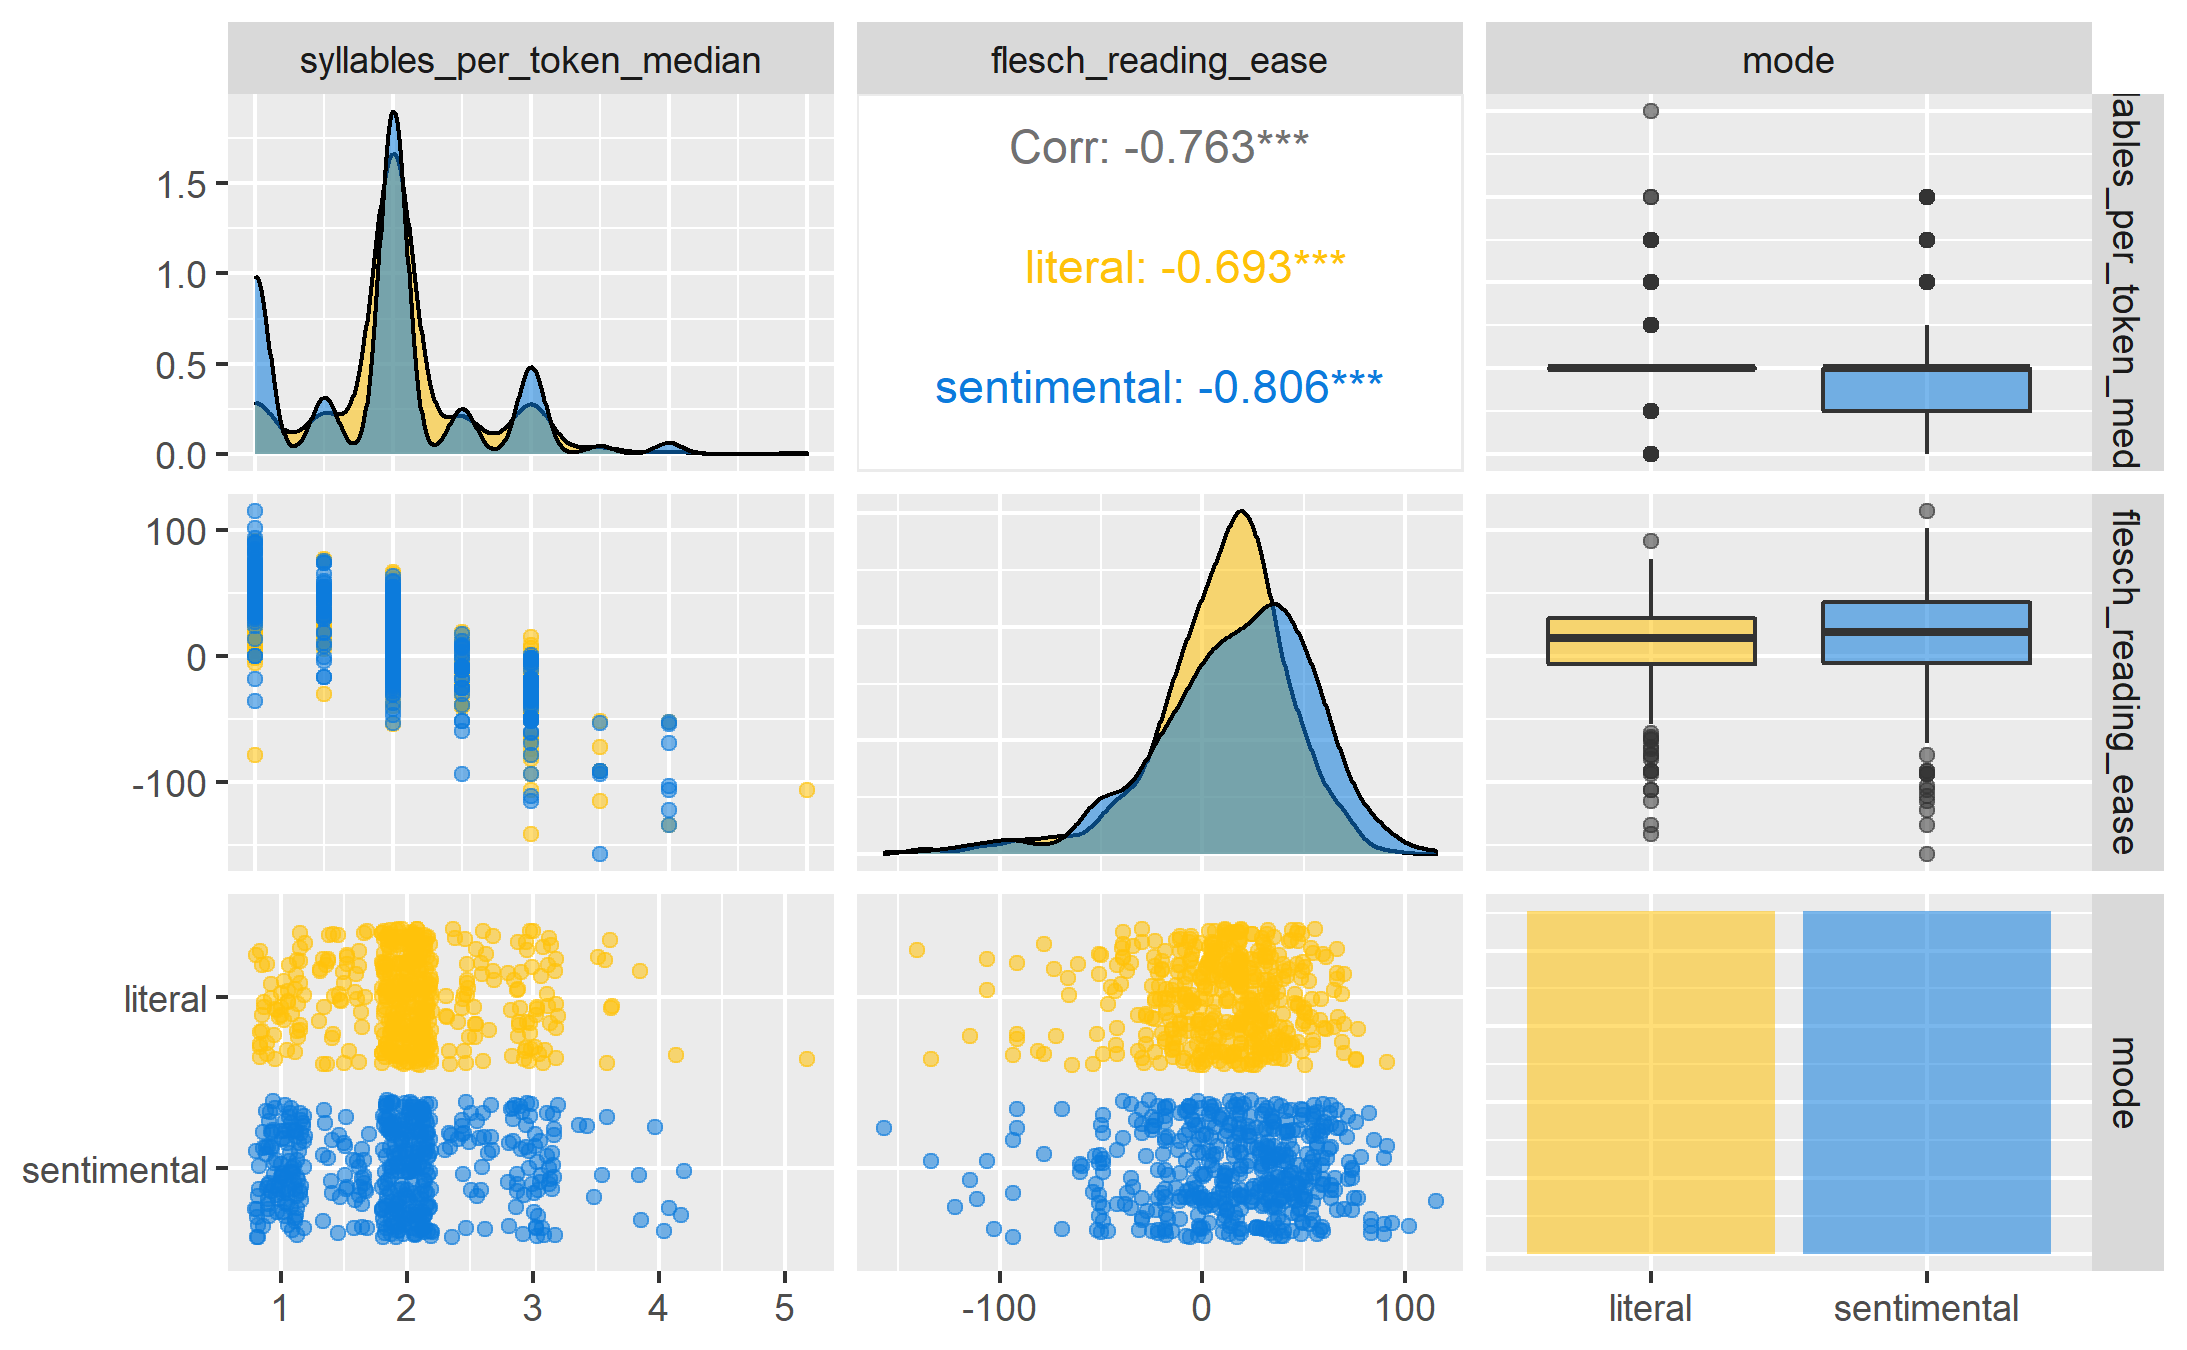 syllables_per_token_median
flesch_reading_ease
mode
1.5
1.0
0.5
0.0
Corr: -0.763***
literal: -0.693***
sentimental: -0.806***
lables_per_token_med
100
0
-100
flesch_reading_ease
literal
sentimental
mode
1 2 3 4 5
-100 0 100
literal sentimental